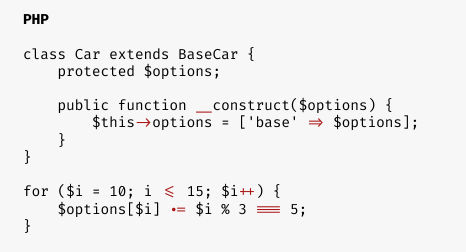 PHP
class Car extends BaseCar {
protected $options;
public function __construct($options) {
$this->options = ['base' => $options];
}
}
for ($i = 10; i <= 15; $i++) {
$options[$i] .= $i % 3 === 5;
}